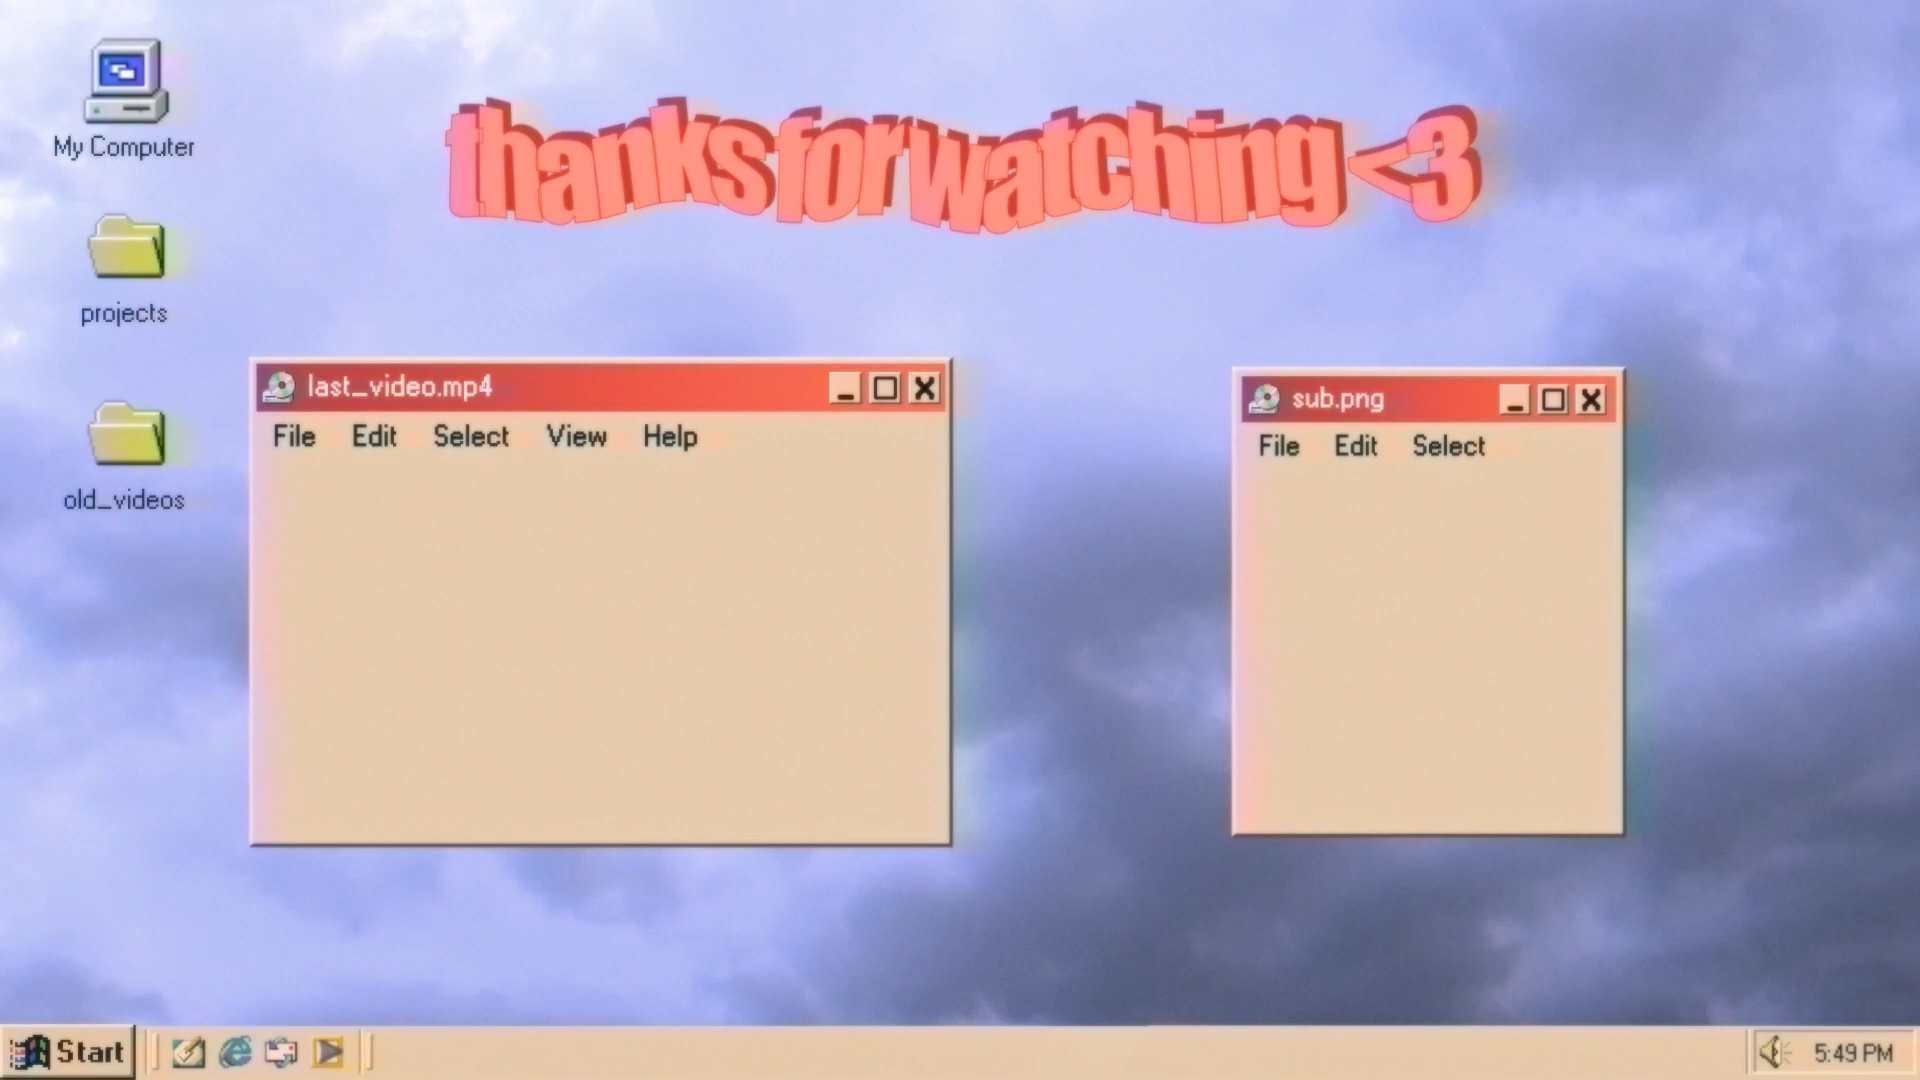 thanks for watching <3
My Computer
projects
old_videos
last_video.mp4
File Edit Select View Help
sub.png
File Edit Select
Start
5:49 PM